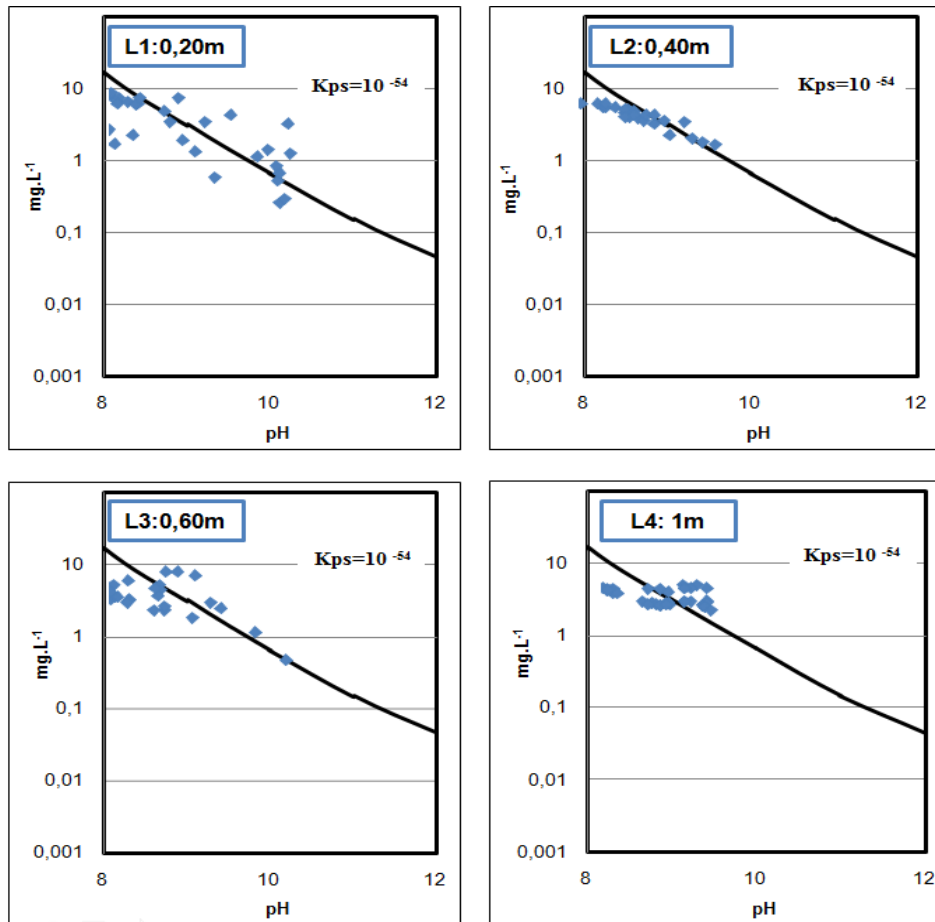 L1:0,20m
Kps=10 -54
10
1
0,1
0,01
0,001
mg.L-1
8 10 12
pH
L2:0,40m
Kps=10 -54
10
1
0,1
0,01
0,001
mg.L-1
8 10 12
pH
L3:0,60m
Kps=10 -54
10
1
0,1
0,01
0,001
mg.L-1
8 10 12
pH
L4: 1m
Kps=10 -54
10
1
0,1
0,01
0,001
mg.L-1
8 10 12
pH